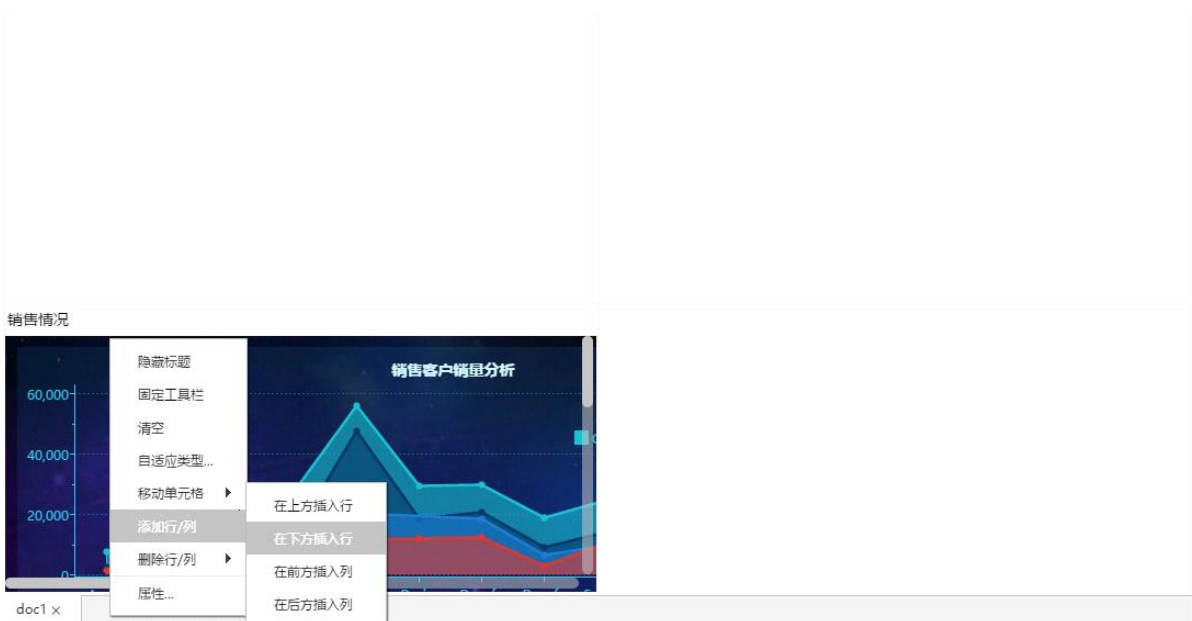 销售情况
销售客户销量分析
60,000
40,000
20,000
0
隐藏标题
固定工具栏
清空
自适应类型...
移动单元格
添加行/列
删除行/列
属性...
在上方插入行
在下方插入行
在前方插入列
在后方插入列
doc1 ×